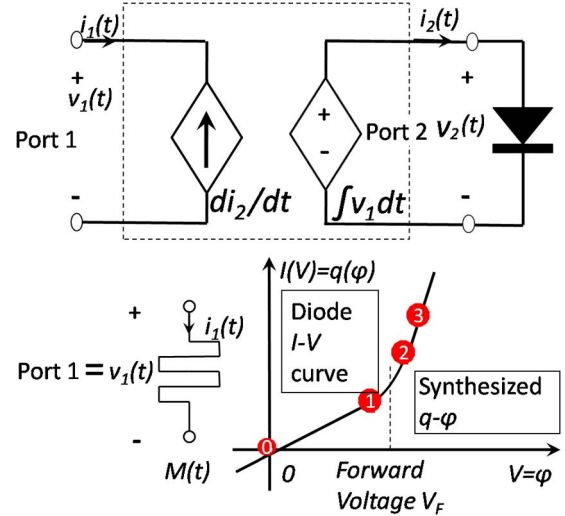 i₁(t)
i₂(t)
+
v₁(t)
-
Port 1
di₂/dt
+
-
∫v₁dt
Port 2
+
v₂(t)
-
I(V)=q(φ)
+
i₁(t)
Port 1 = v₁(t)
-
M(t)
Diode
I-V
curve
3
2
1
0
Synthesized
q-φ
0
Forward
Voltage V_F
V=φ